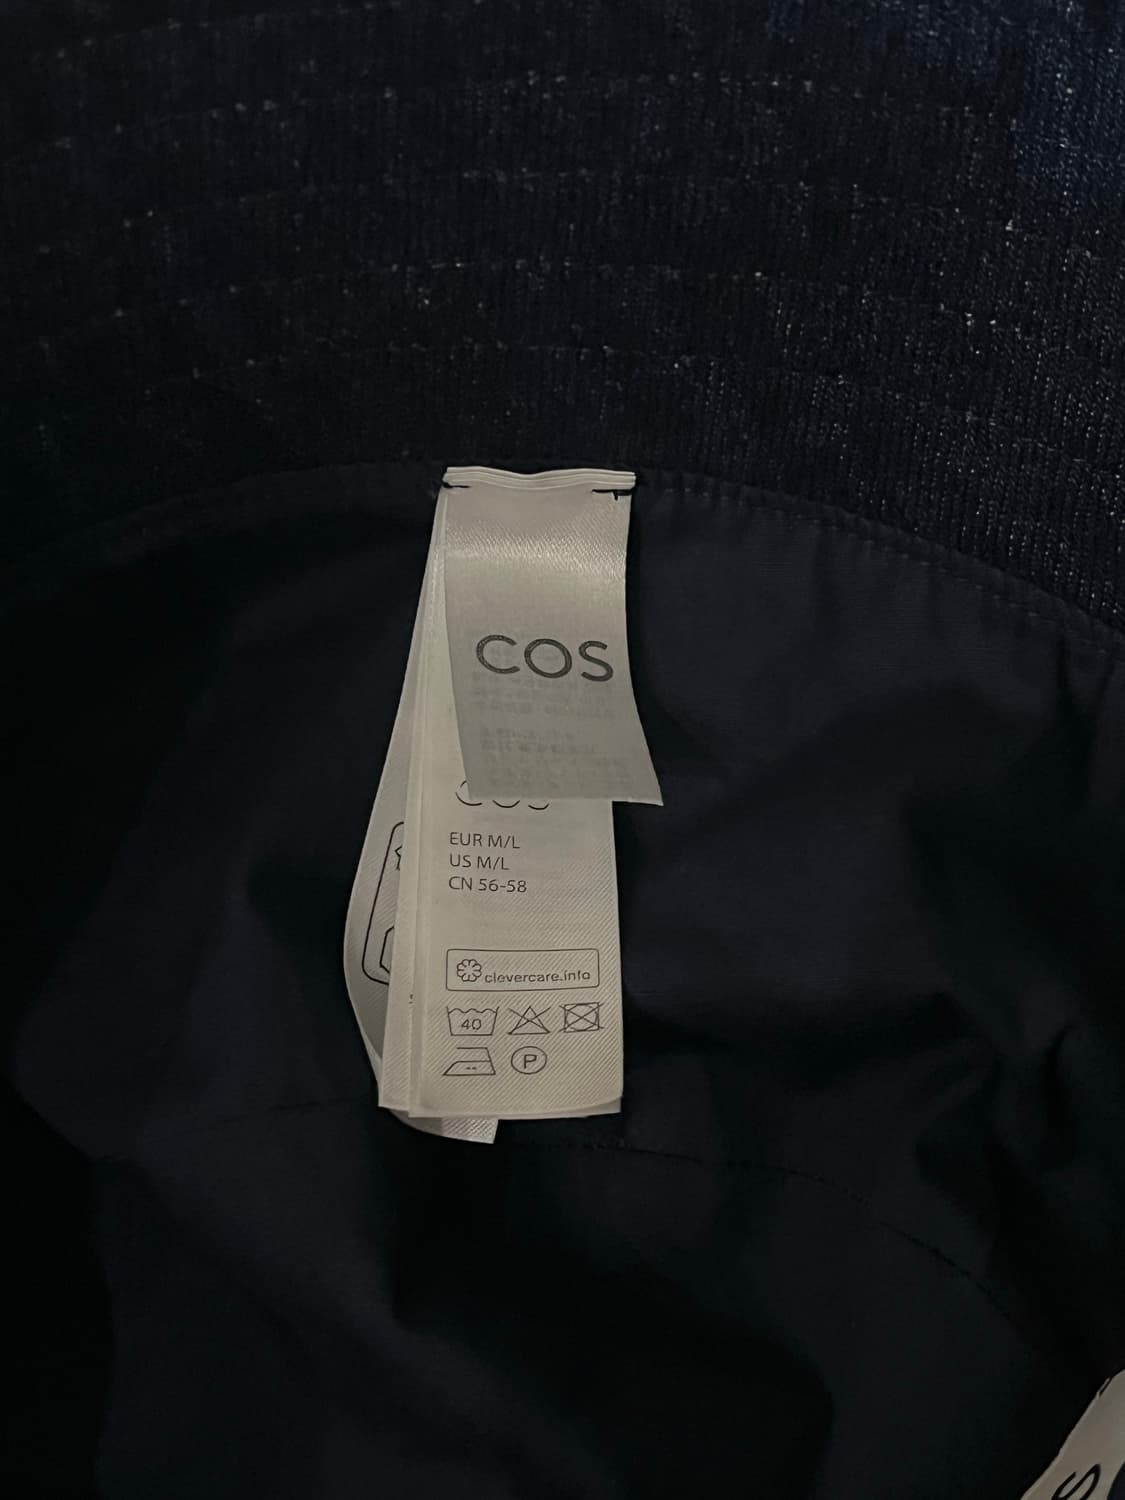 COS
EUR M/L
US M/L
CN 56-58
clevercare.info
40
P